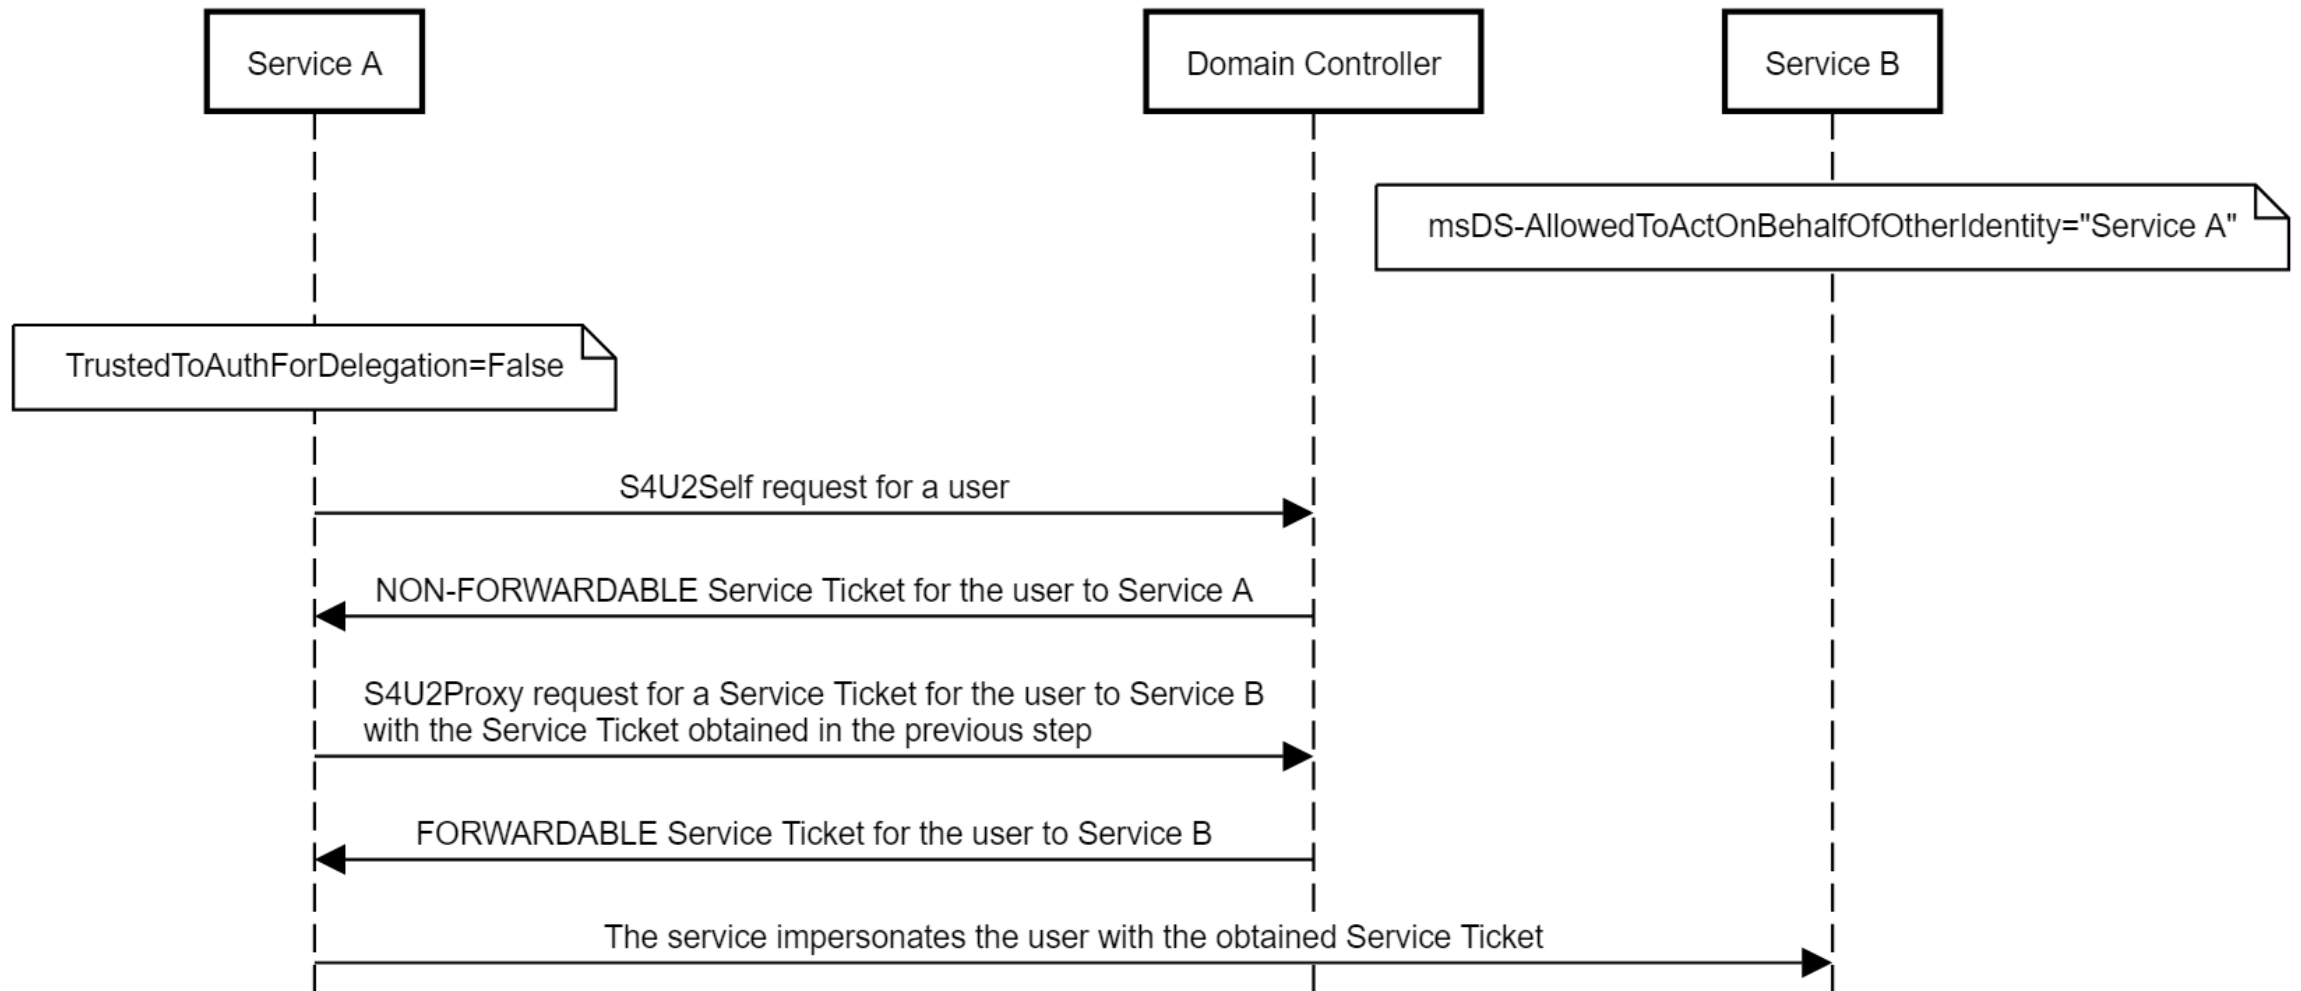 Service A
Domain Controller
Service B
msDS-AllowedToActOnBehalfOfOtherIdentity="Service A"
TrustedToAuthForDelegation=False
S4U2Self request for a user
NON-FORWARDABLE Service Ticket for the user to Service A
S4U2Proxy request for a Service Ticket for the user to Service B
with the Service Ticket obtained in the previous step
FORWARDABLE Service Ticket for the user to Service B
The service impersonates the user with the obtained Service Ticket